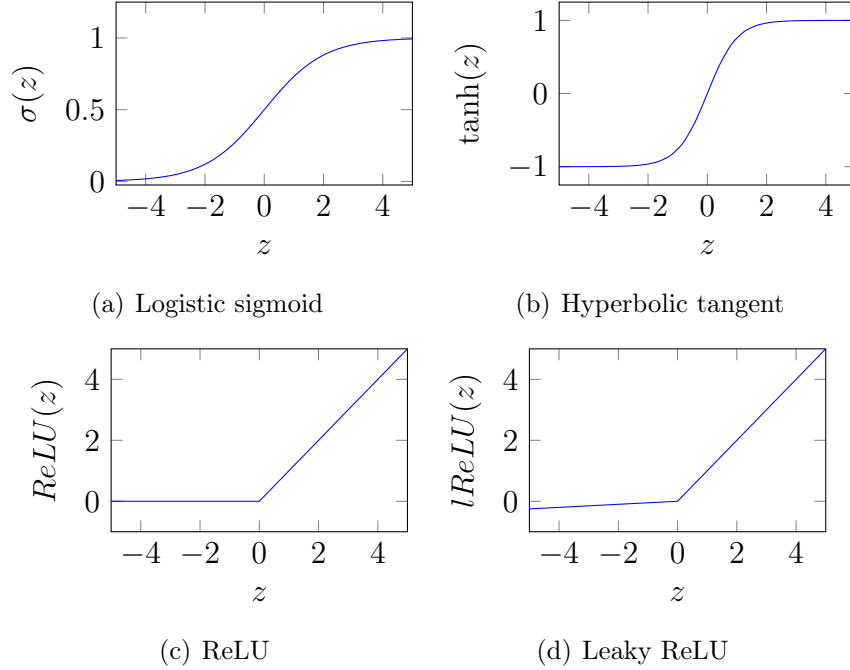 1
0.5
0
σ(z)
−4 −2 0 2 4
z
(a) Logistic sigmoid
1
0
−1
tanh(z)
−4 −2 0 2 4
z
(b) Hyperbolic tangent
4
2
0
ReLU(z)
−4 −2 0 2 4
z
(c) ReLU
4
2
0
lReLU(z)
−4 −2 0 2 4
z
(d) Leaky ReLU